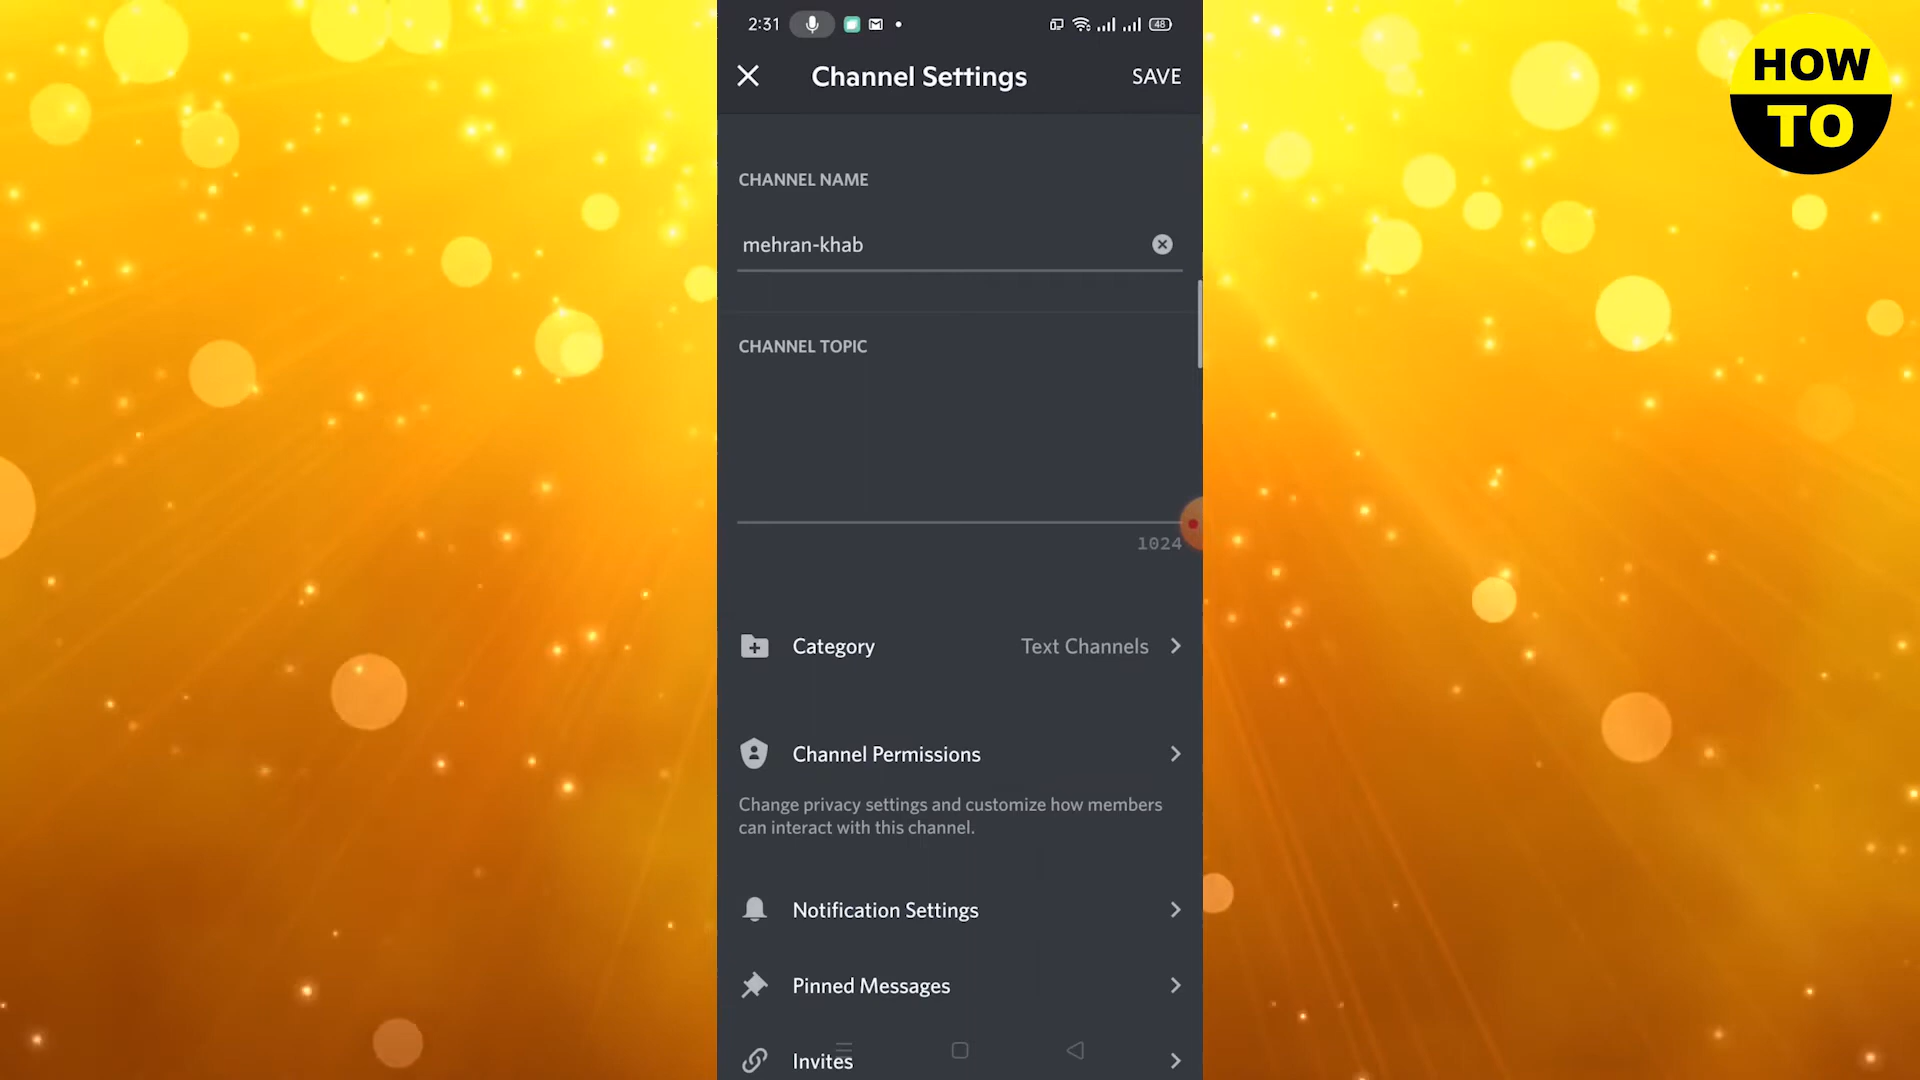 2:31
48
HOW
TO
Channel Settings
SAVE
CHANNEL NAME
mehran-khab
CHANNEL TOPIC
1024
Category
Text Channels
Channel Permissions
Change privacy settings and customize how members
can interact with this channel.
Notification Settings
Pinned Messages
Invites